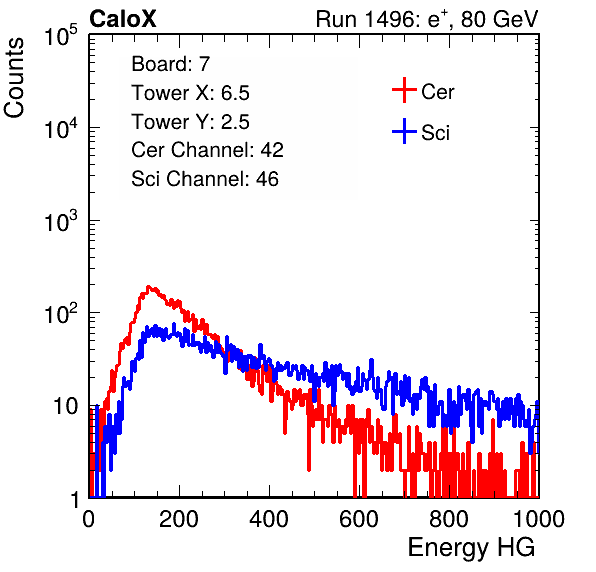 CaloX Run 1496: e⁺, 80 GeV
Counts
Board: 7
Tower X: 6.5
Tower Y: 2.5
Cer Channel: 42
Sci Channel: 46
Cer
Sci
10⁵
10⁴
10³
10²
10
1
0 200 400 600 800 1000
Energy HG